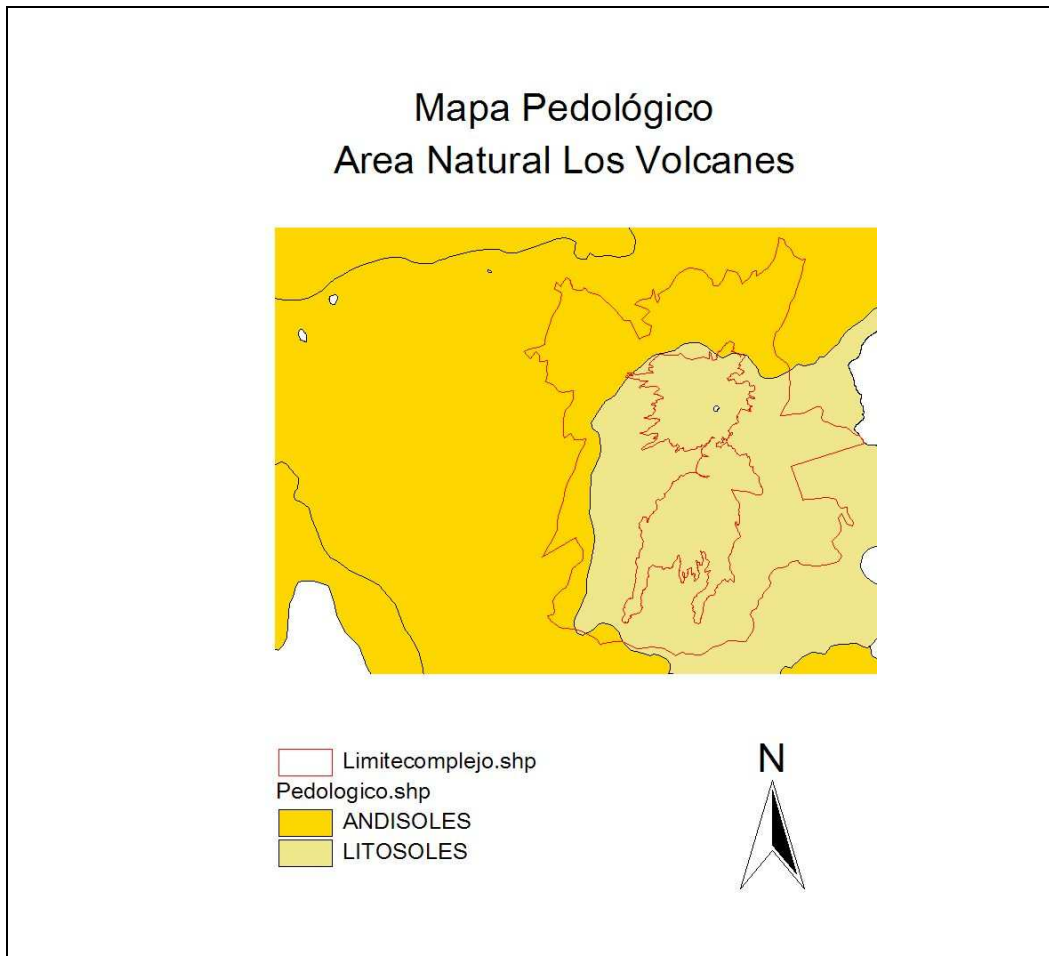 Mapa Pedológico
Area Natural Los Volcanes
Limitecomplejo.shp
Pedologico.shp
ANDISOLES
LITOSOLES
N